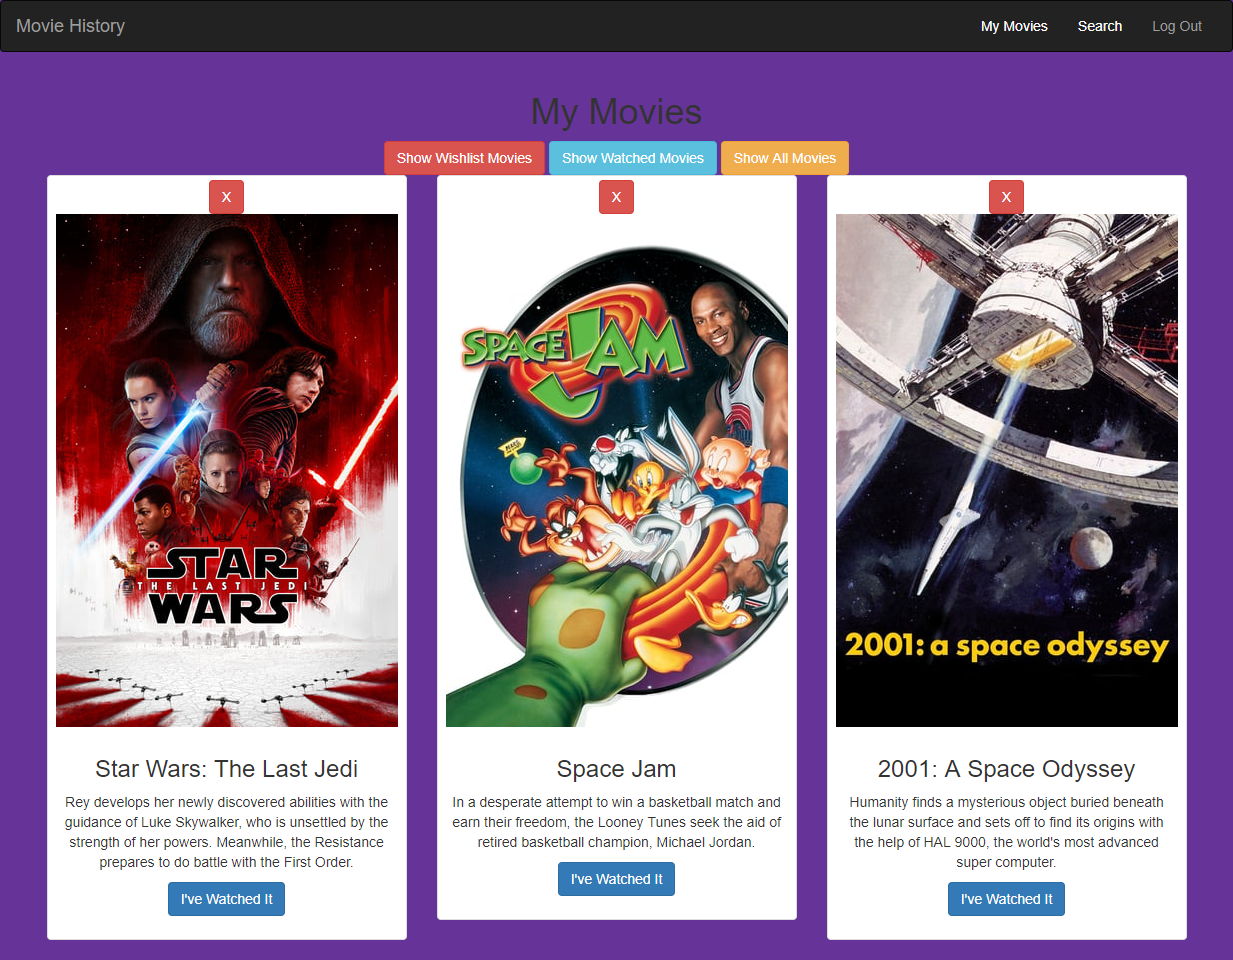 Movie History
My Movies
Search
Log Out
My Movies
Show Wishlist Movies
Show Watched Movies
Show All Movies
X
STAR
THE LAST JEDI
WARS
Star Wars: The Last Jedi
Rey develops her newly discovered abilities with the
guidance of Luke Skywalker, who is unsettled by the
strength of her powers. Meanwhile, the Resistance
prepares to do battle with the First Order.
I've Watched It
X
SPACE JAM
Space Jam
In a desperate attempt to win a basketball match and
earn their freedom, the Looney Tunes seek the aid of
retired basketball champion, Michael Jordan.
I've Watched It
X
2001: a space odyssey
2001: A Space Odyssey
Humanity finds a mysterious object buried beneath
the lunar surface and sets off to find its origins with
the help of HAL 9000, the world's most advanced
super computer.
I've Watched It